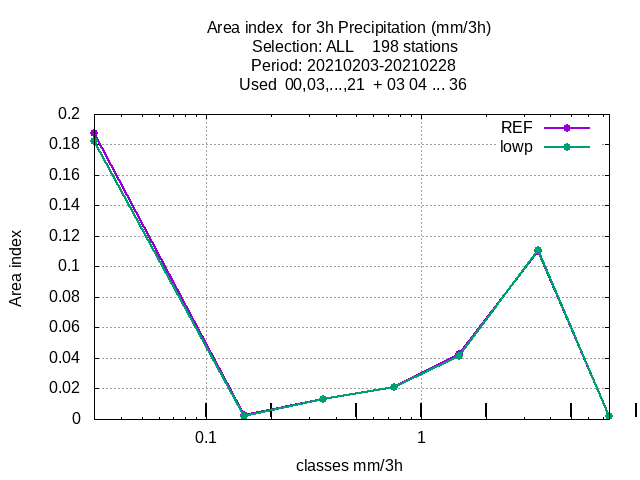 Area index  for 3h Precipitation (mm/3h)
Selection: ALL    198 stations
Period: 20210203-20210228
Used  00,03,...,21  + 03 04 ... 36
REF
lowp
0.2
0.18
0.16
0.14
0.12
0.1
0.08
0.06
0.04
0.02
0
Area index
0.1
1
classes mm/3h